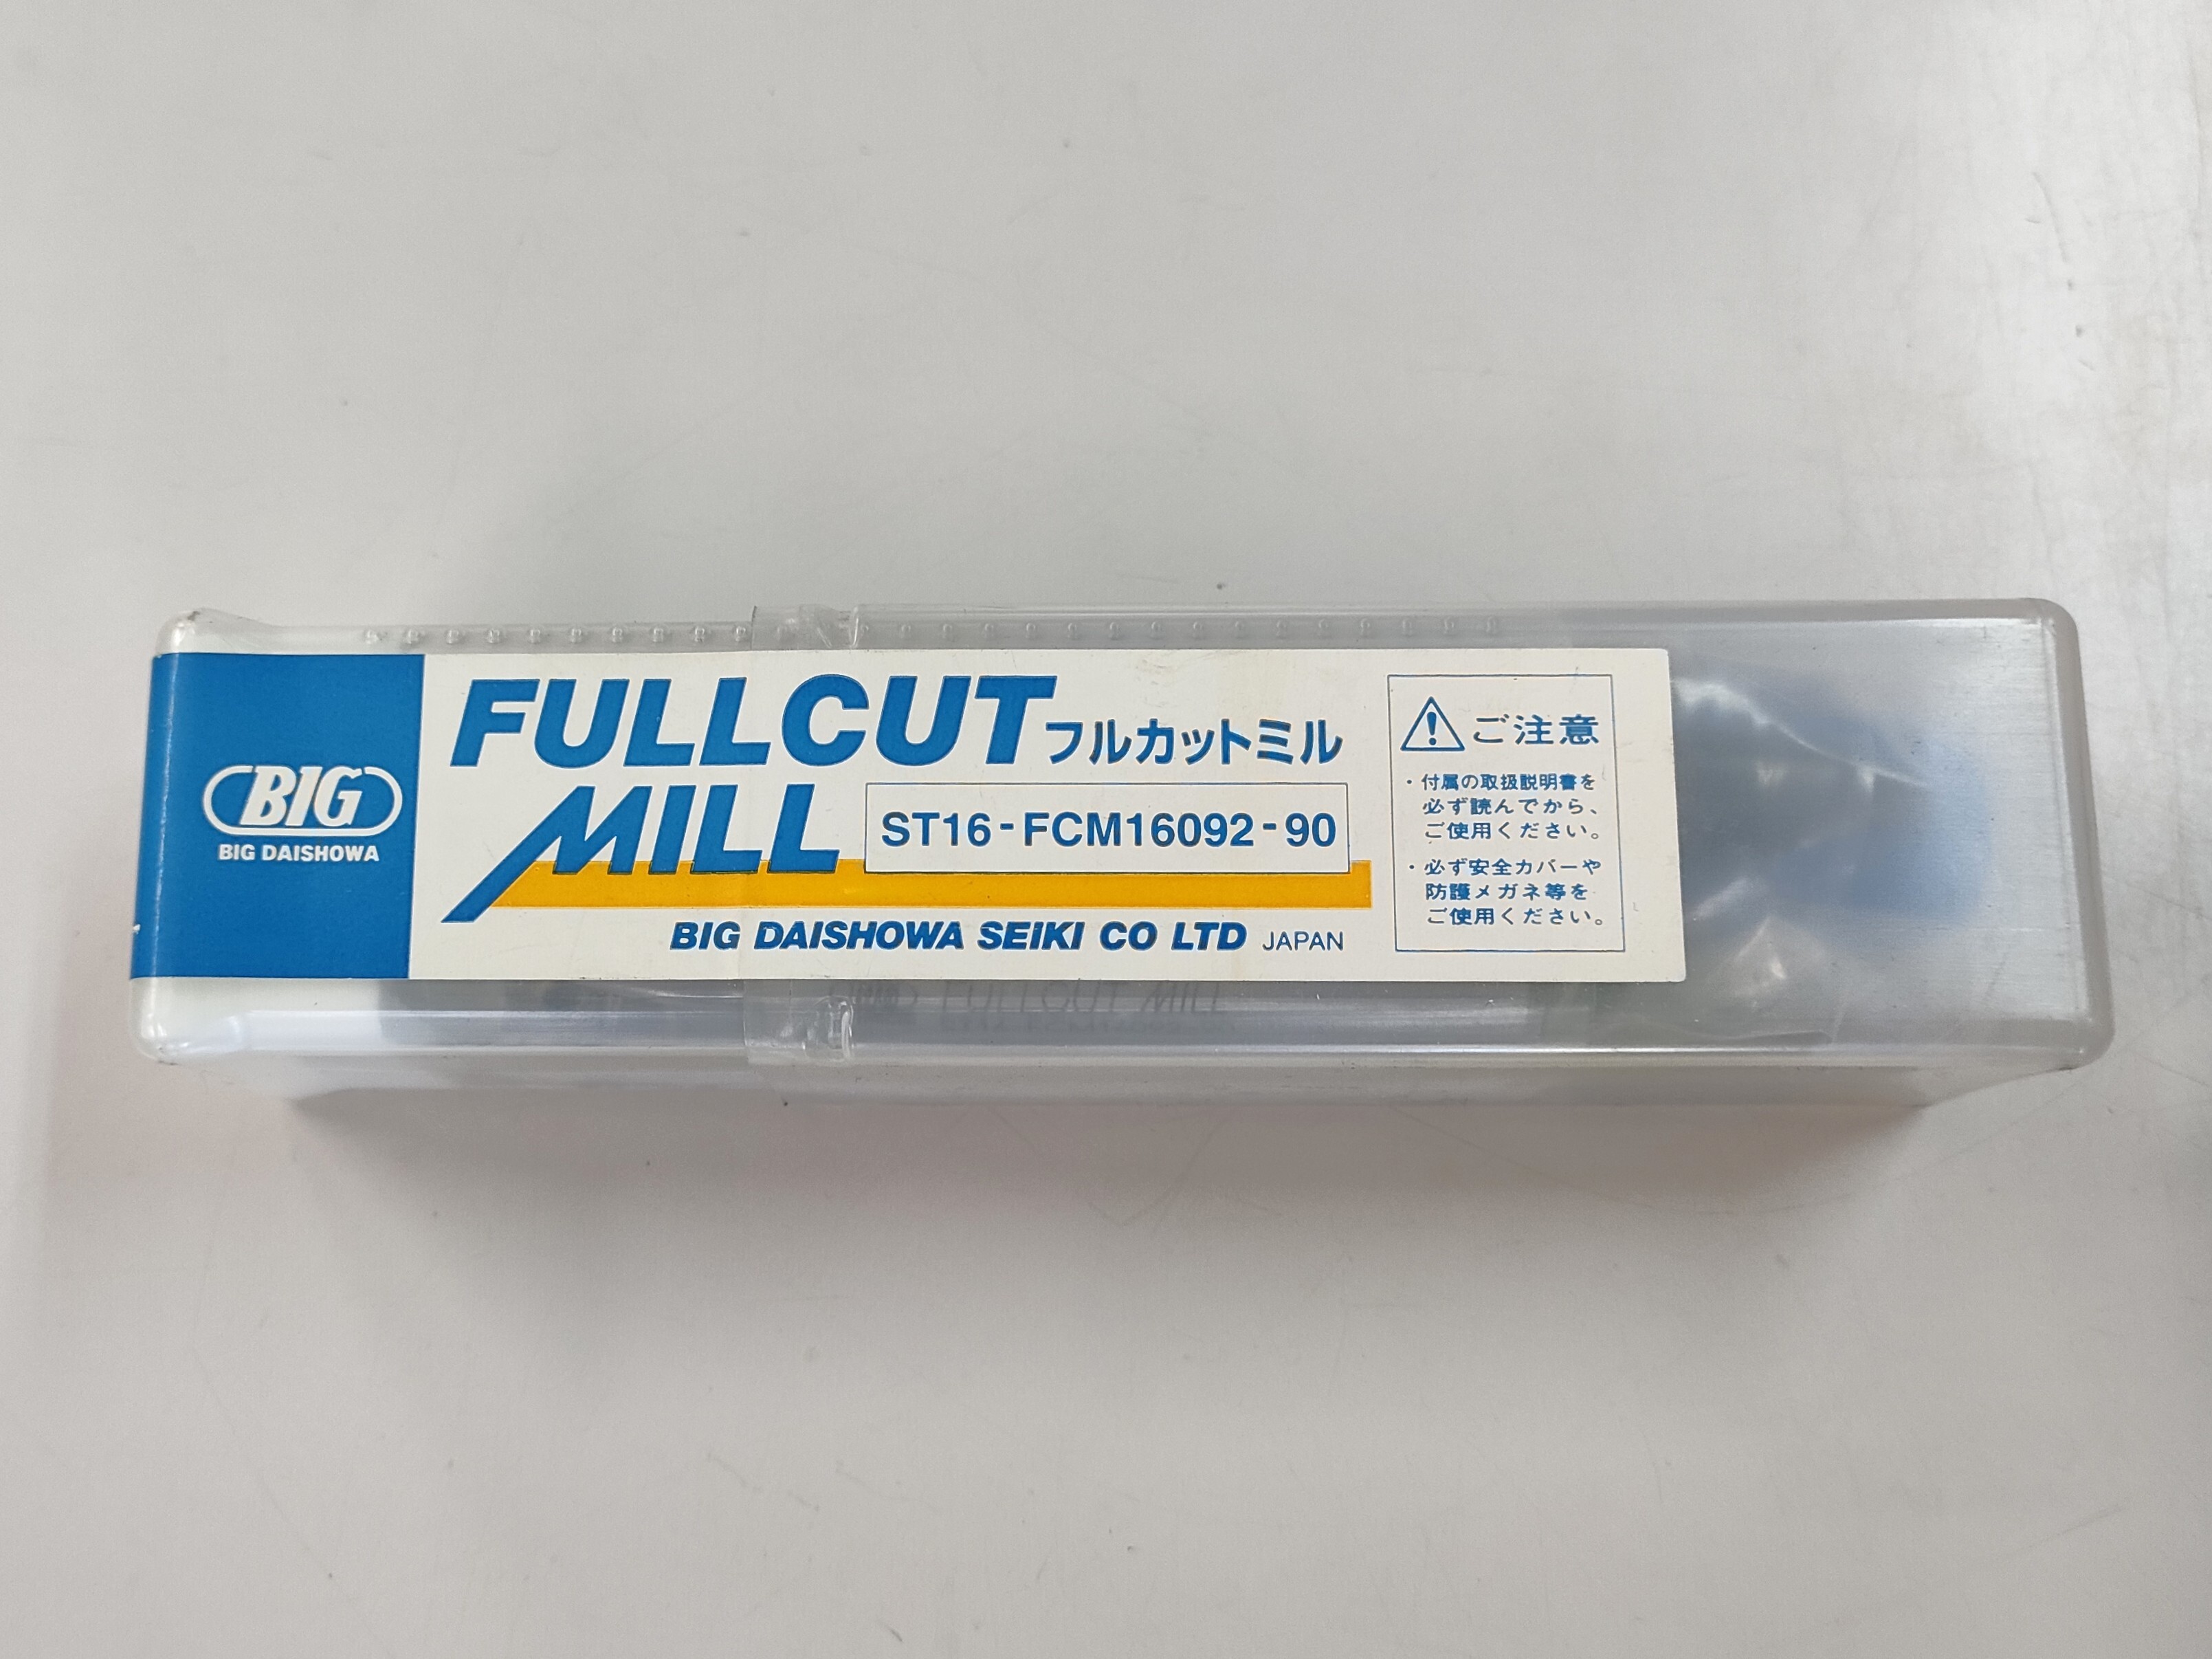 BIG
BIG DAISHOWA
FULLCUT フルカットミル
MILL
ST16-FCM16092-90
BIG DAISHOWA SEIKI CO LTD JAPAN
ご注意
・付属の取扱説明書を
必ず読んでから、
ご使用ください。
・必ず安全カバーや
防護メガネ等を
ご使用ください。
FULLCUT MILL